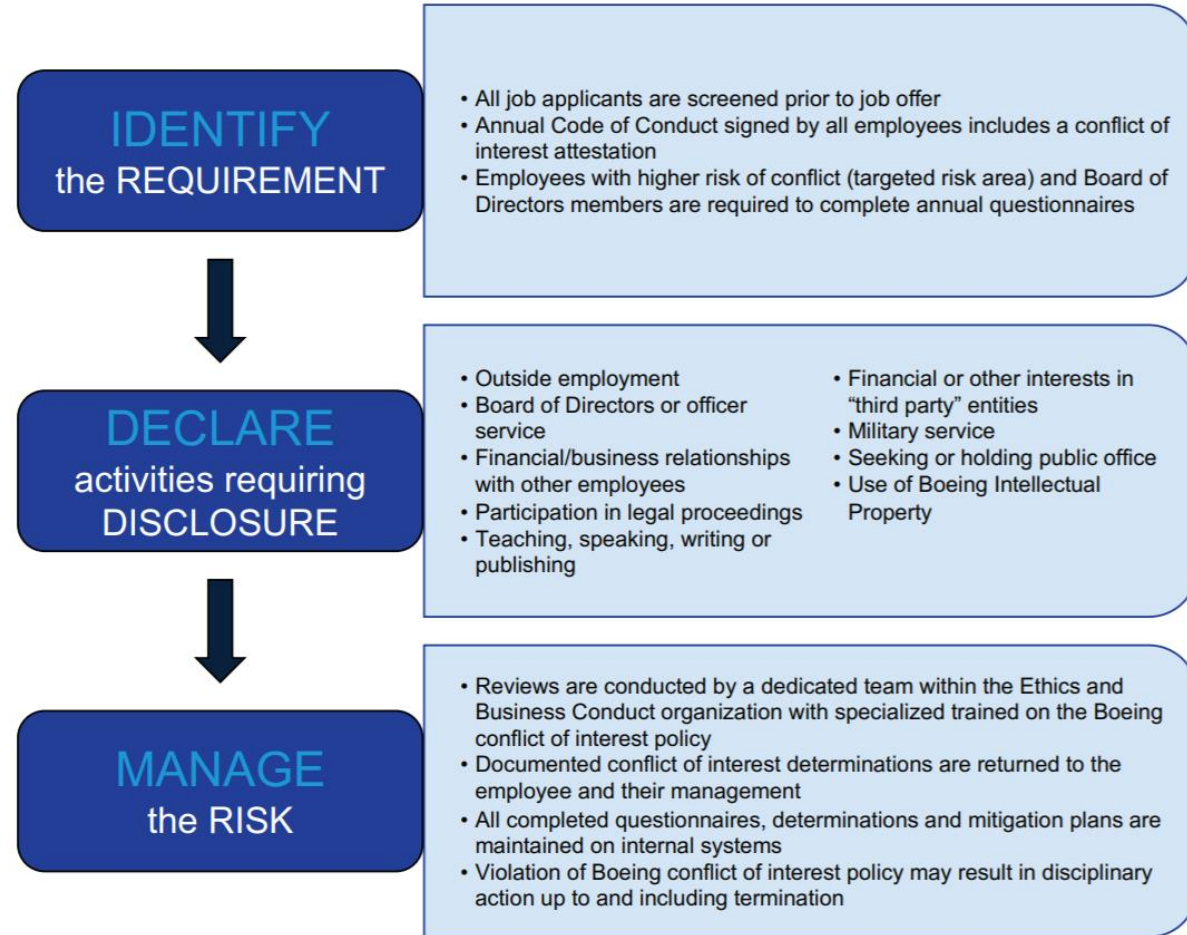 IDENTIFY
the REQUIREMENT
• All job applicants are screened prior to job offer
• Annual Code of Conduct signed by all employees includes a conflict of
interest attestation
• Employees with higher risk of conflict (targeted risk area) and Board of
Directors members are required to complete annual questionnaires
DECLARE
activities requiring
DISCLOSURE
• Outside employment
• Board of Directors or officer
service
• Financial/business relationships
with other employees
• Participation in legal proceedings
• Teaching, speaking, writing or
publishing
• Financial or other interests in
“third party” entities
• Military service
• Seeking or holding public office
• Use of Boeing Intellectual
Property
MANAGE
the RISK
• Reviews are conducted by a dedicated team within the Ethics and
Business Conduct organization with specialized trained on the Boeing
conflict of interest policy
• Documented conflict of interest determinations are returned to the
employee and their management
• All completed questionnaires, determinations and mitigation plans are
maintained on internal systems
• Violation of Boeing conflict of interest policy may result in disciplinary
action up to and including termination